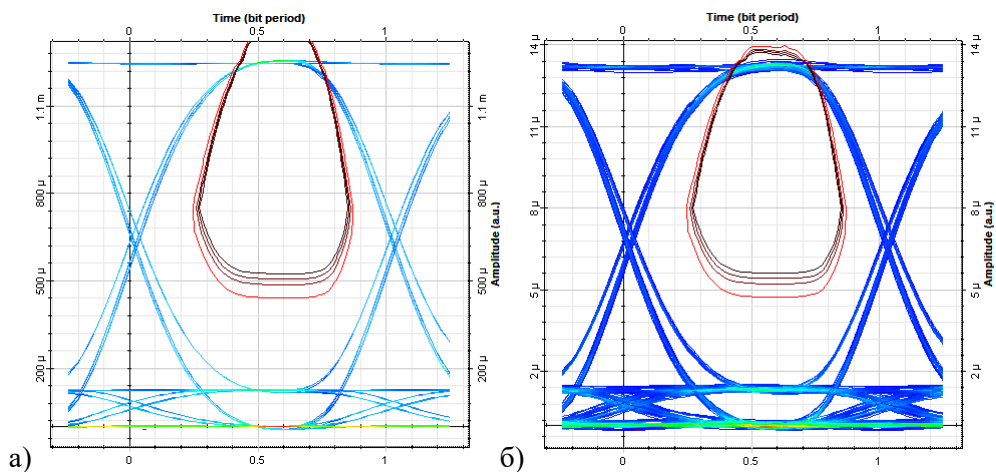 Time (bit period)
0 0.5 1
1.1 m
800 µ
500 µ
200 µ
1.1 m
800 µ
500 µ
200 µ
Amplitude (a.u.)
0 0.5 1
а)
Time (bit period)
0 0.5 1
14 µ
11 µ
8 µ
5 µ
2 µ
14 µ
11 µ
8 µ
5 µ
2 µ
Amplitude (a.u.)
0 0.5 1
б)